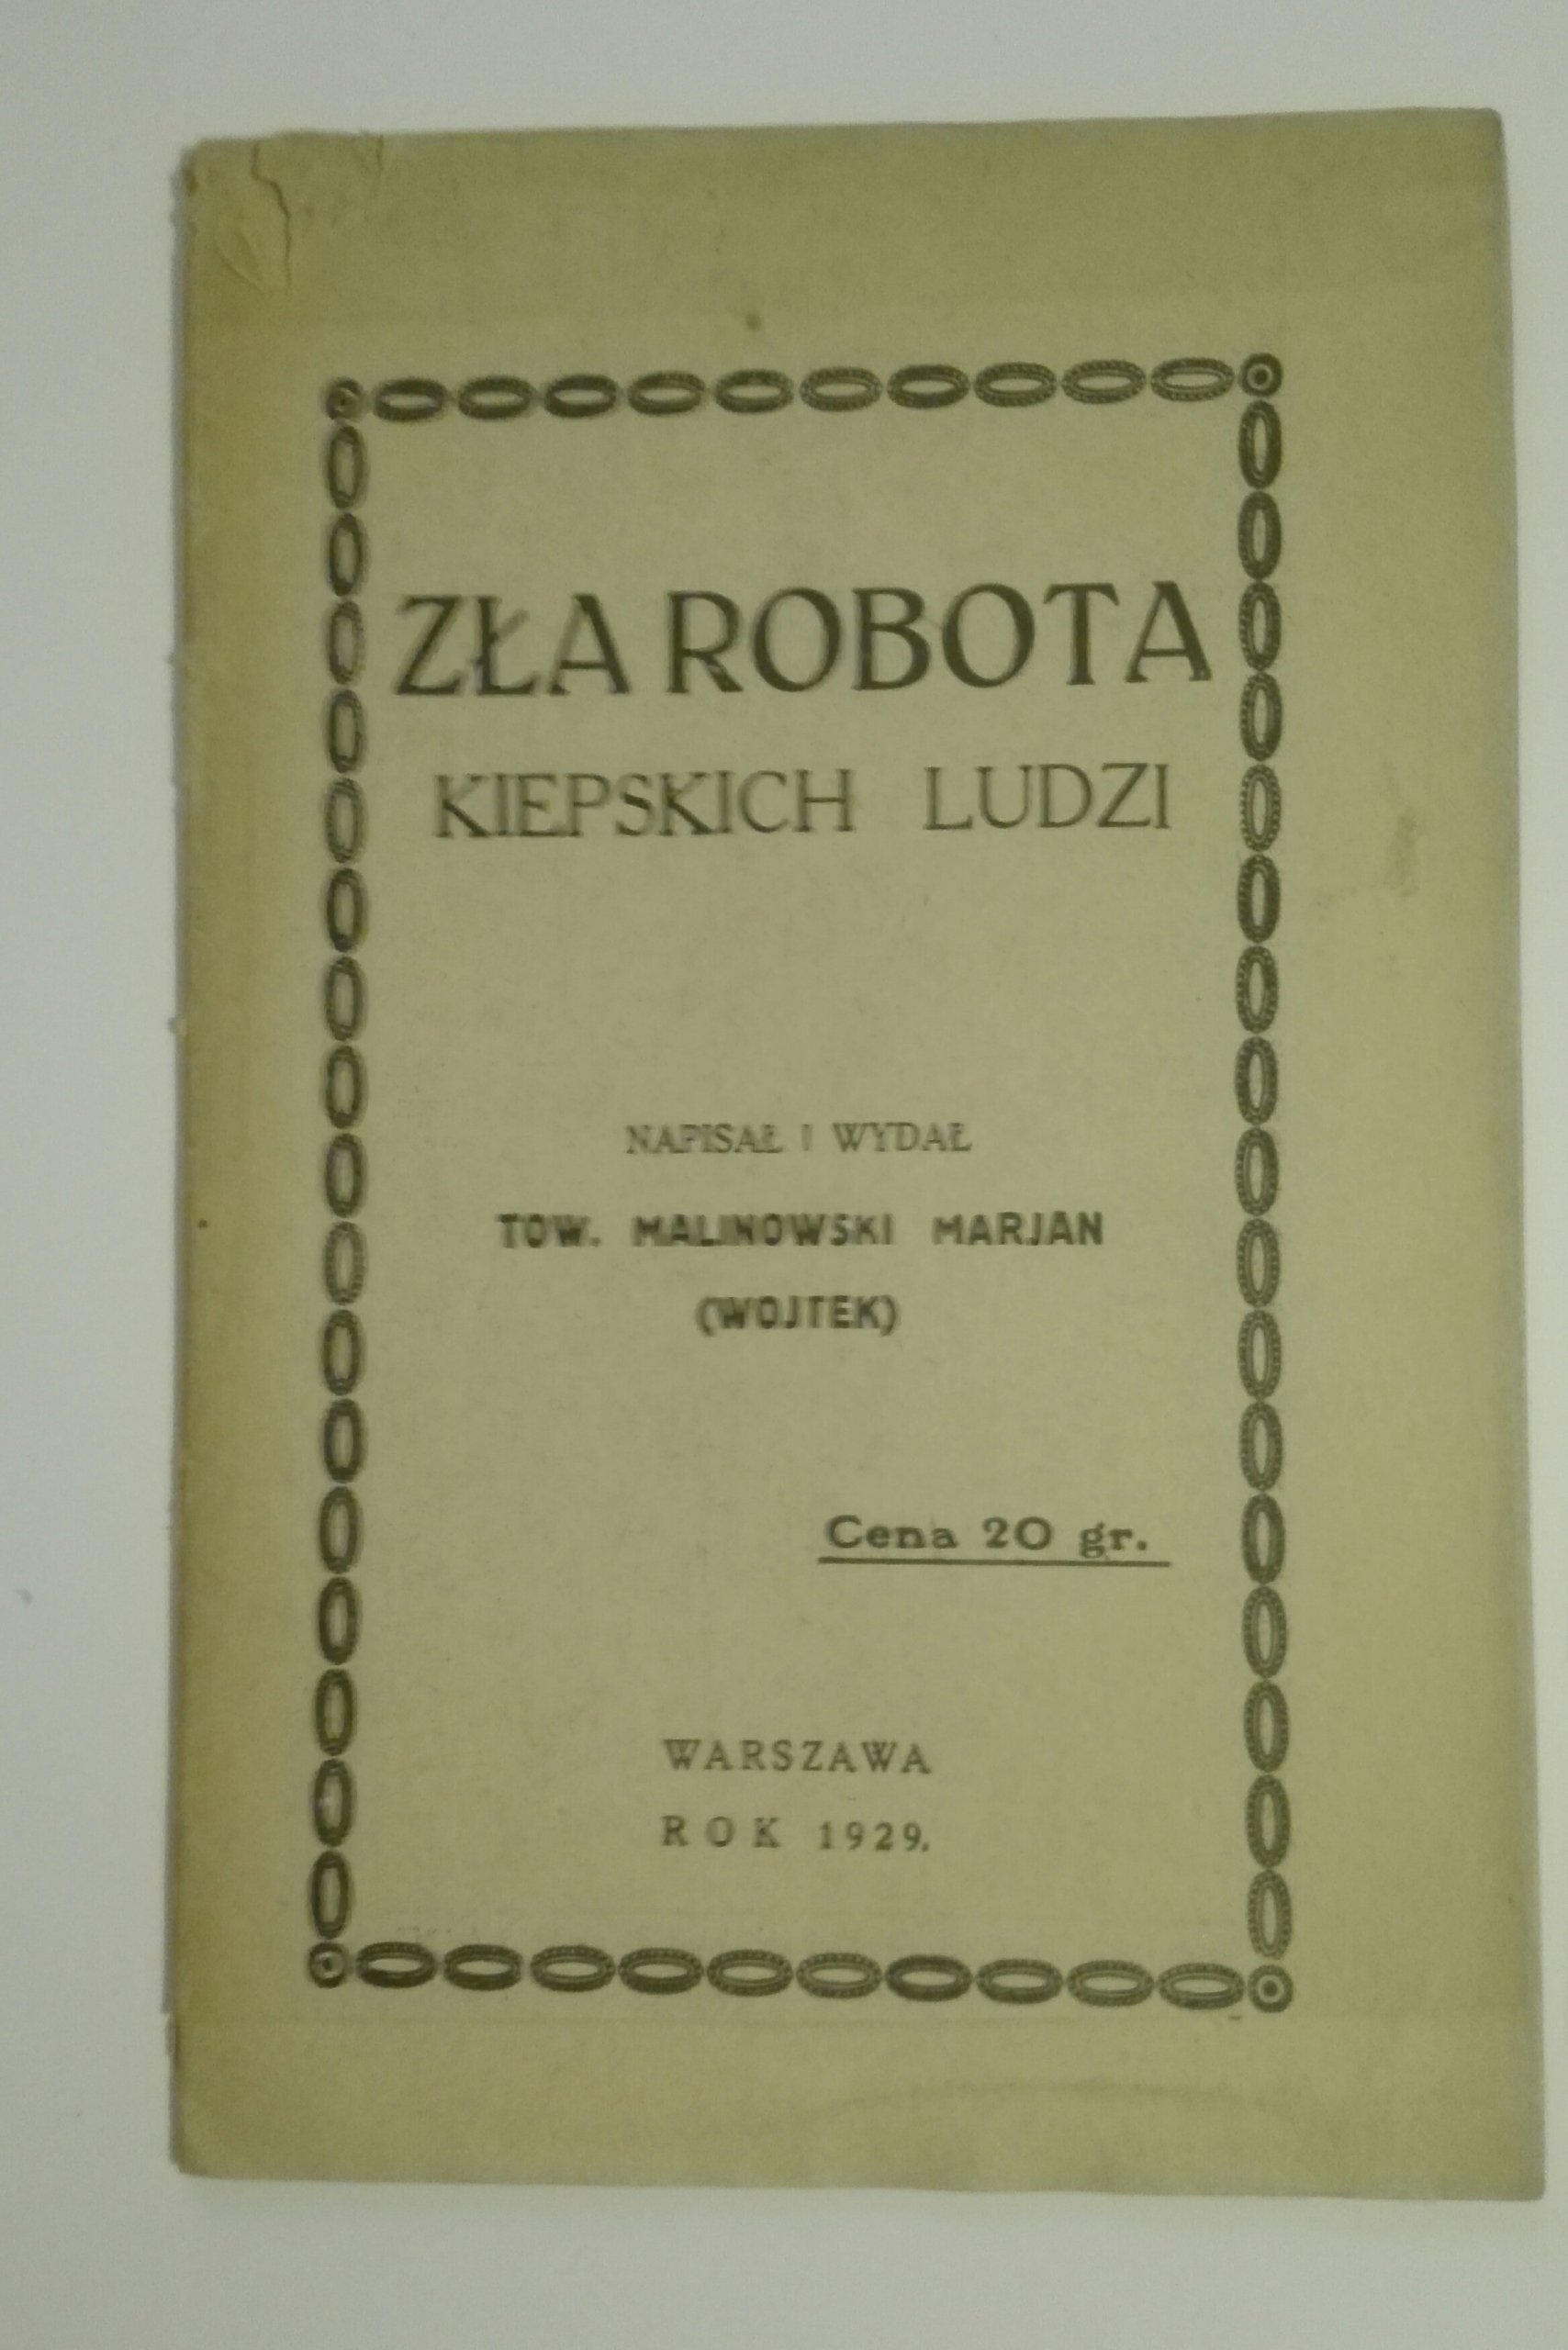 ZŁA ROBOTA
KIEPSKICH LUDZI
NAPISAŁ I WYDAŁ
TOW. MALINOWSKI MARJAN
(WOJTEK)
Cena 20 gr.
WARSZAWA
ROK 1929.